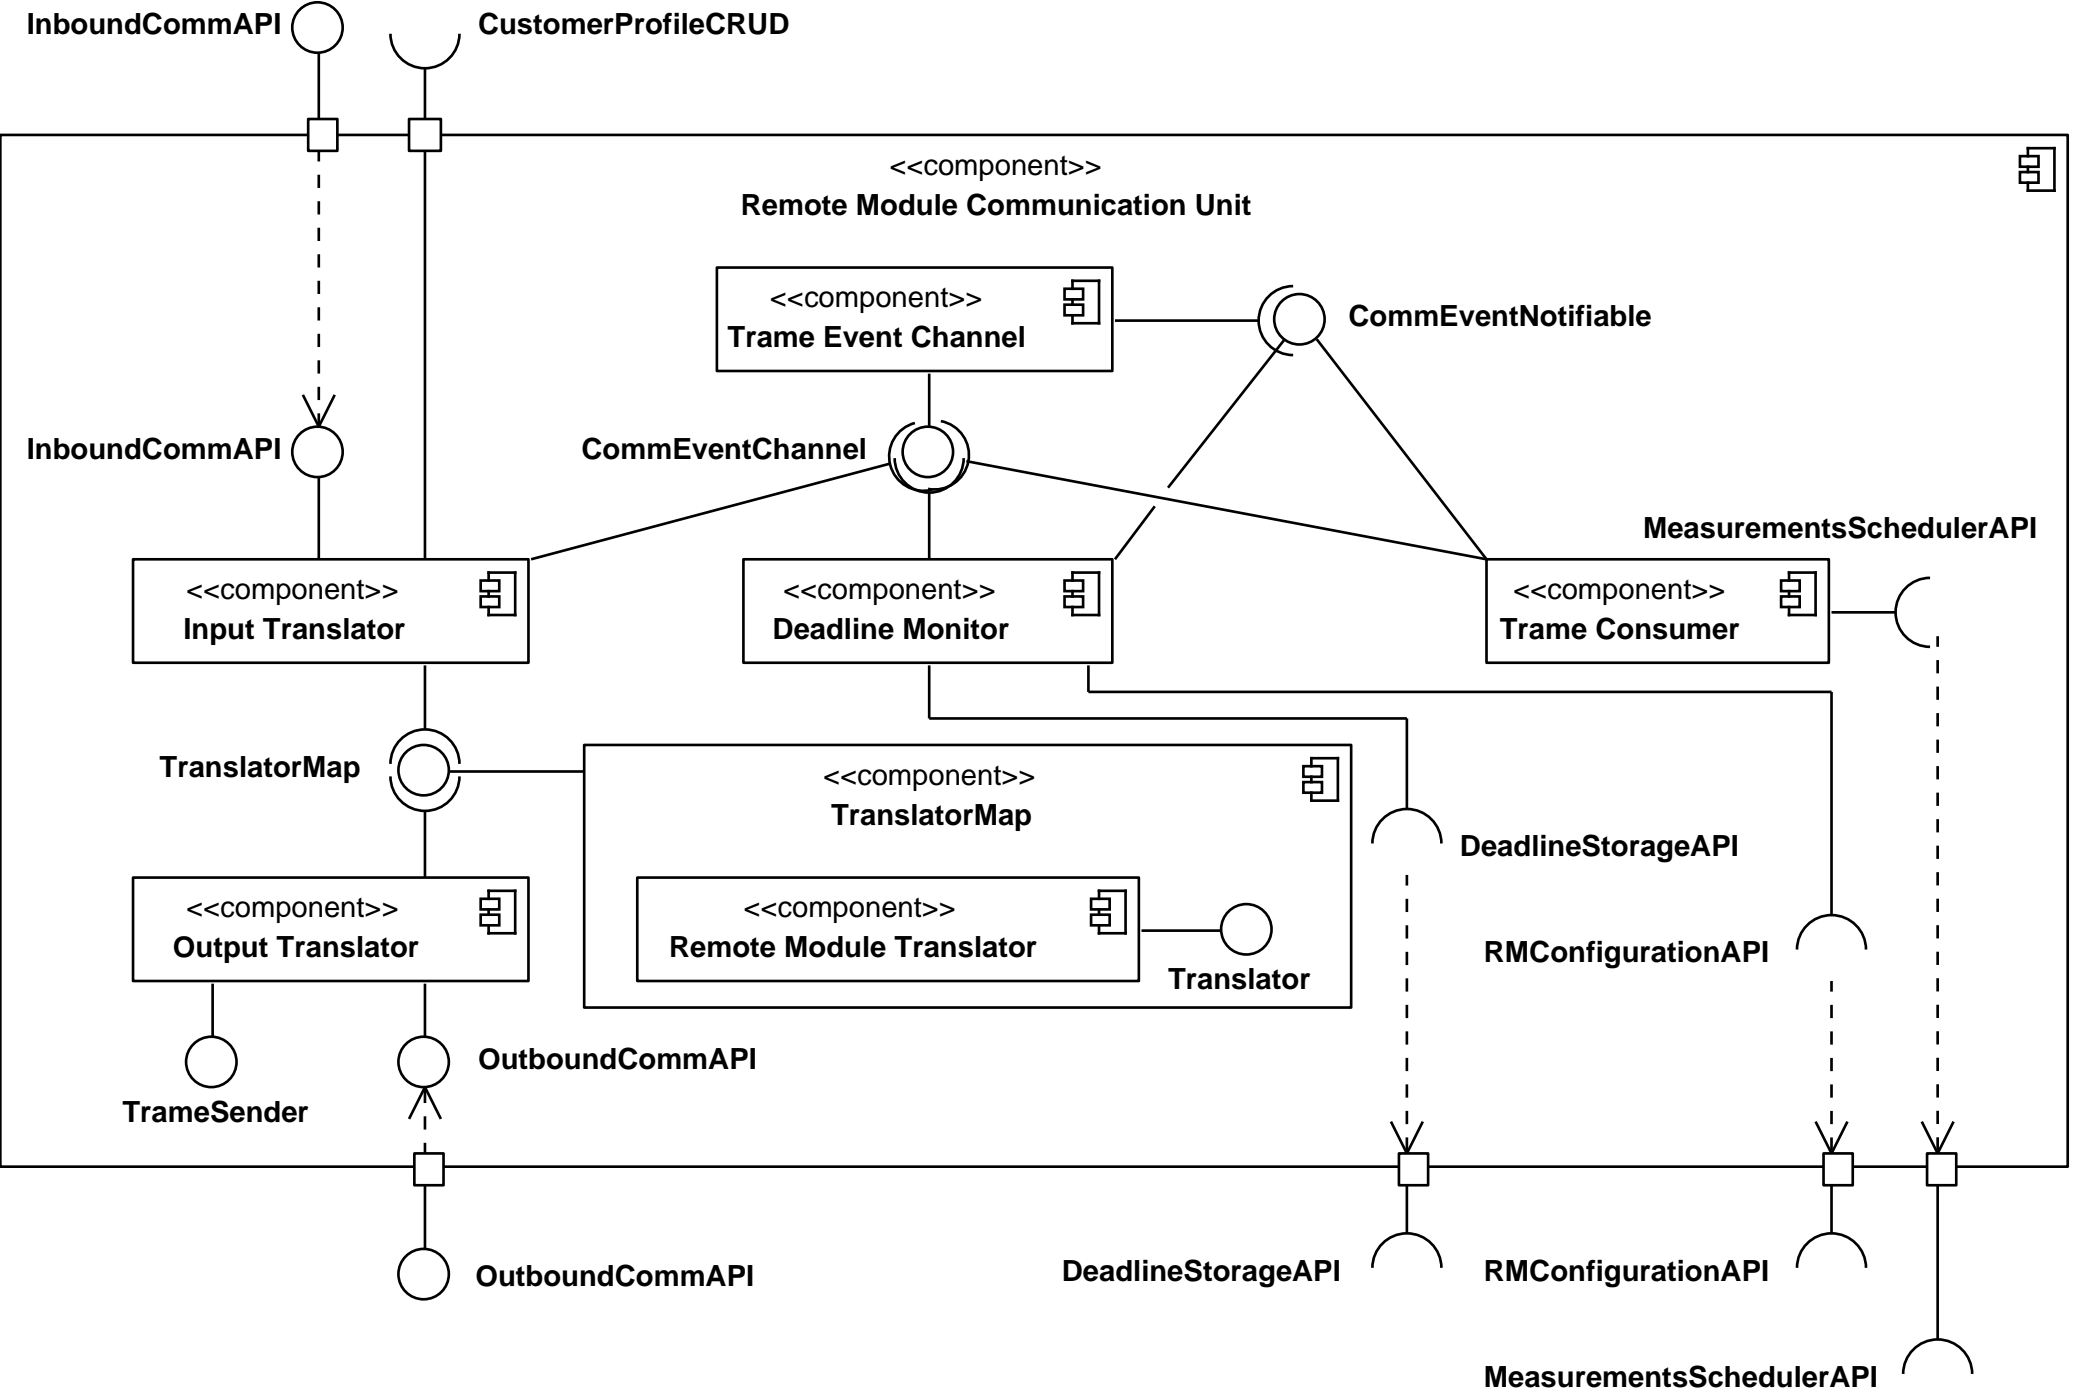 InboundCommAPI
CustomerProfileCRUD
<<component>>
Remote Module Communication Unit
<<component>>
Trame Event Channel
CommEventNotifiable
InboundCommAPI
CommEventChannel
MeasurementsSchedulerAPI
<<component>>
Input Translator
<<component>>
Deadline Monitor
<<component>>
Trame Consumer
TranslatorMap
<<component>>
TranslatorMap
DeadlineStorageAPI
<<component>>
Output Translator
<<component>>
Remote Module Translator
Translator
RMConfigurationAPI
OutboundCommAPI
TrameSender
OutboundCommAPI
DeadlineStorageAPI
RMConfigurationAPI
MeasurementsSchedulerAPI